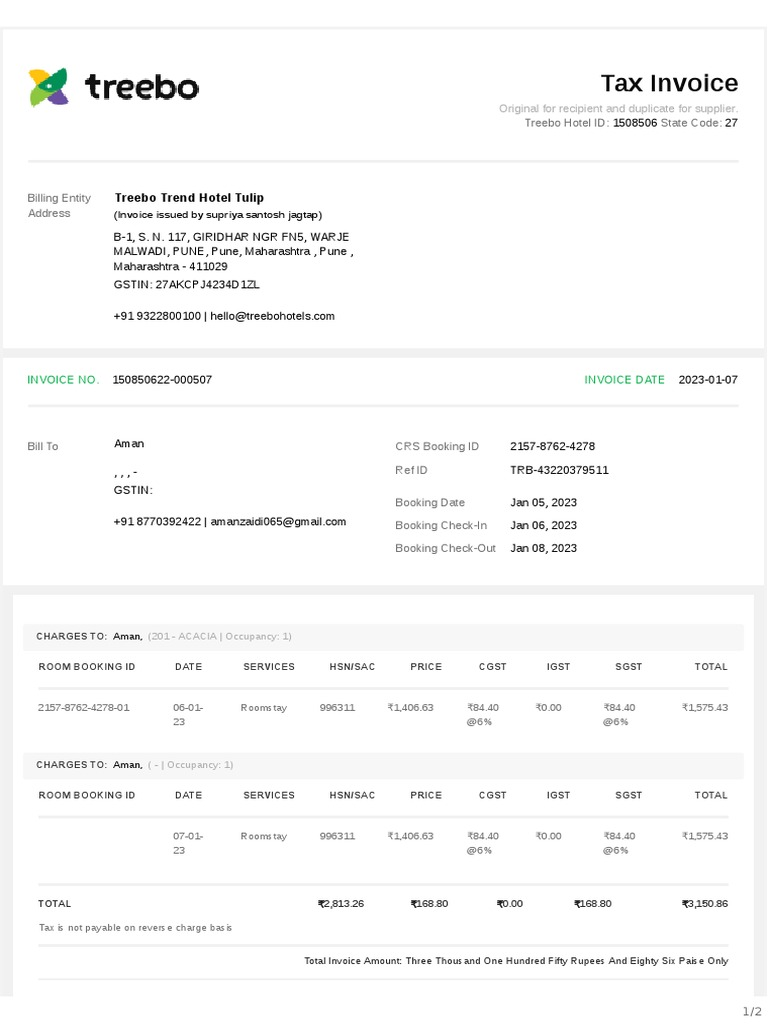 treebo
Tax Invoice
Original for recipient and duplicate for supplier.
Treebo Hotel ID: 1508506 State Code: 27
Billing Entity Address
Treebo Trend Hotel Tulip
(Invoice issued by supriya santosh jagtap)
B-1, S. N. 117, GIRIDHAR NGR FN5, WARJE
MALWADI, PUNE, Pune, Maharashtra , Pune ,
Maharashtra - 411029
GSTIN: 27AKCPJ4234D1ZL
+91 9322800100 | hello@treebohotels.com
INVOICE NO. 150850622-000507 INVOICE DATE 2023-01-07
Bill To
Aman
, , , -
GSTIN:
+91 8770392422 | amanzaidi065@gmail.com
CRS Booking ID 2157-8762-4278
Ref ID TRB-43220379511
Booking Date Jan 05, 2023
Booking Check-In Jan 06, 2023
Booking Check-Out Jan 08, 2023
CHARGES TO: Aman, (201 - ACACIA | Occupancy: 1)
ROOM BOOKING ID DATE SERVICES HSN/SAC PRICE CGST IGST SGST TOTAL
2157-8762-4278-01 06-01- Roomstay 996311 ₹1,406.63 ₹84.40 ₹0.00 ₹84.40 ₹1,575.43
23 @6% @6%
CHARGES TO: Aman, ( - | Occupancy: 1)
ROOM BOOKING ID DATE SERVICES HSN/SAC PRICE CGST IGST SGST TOTAL
07-01- Roomstay 996311 ₹1,406.63 ₹84.40 ₹0.00 ₹84.40 ₹1,575.43
23 @6% @6%
TOTAL ₹2,813.26 ₹168.80 ₹0.00 ₹168.80 ₹3,150.86
Tax is not payable on reverse charge basis
Total Invoice Amount: Three Thousand One Hundred Fifty Rupees And Eighty Six Paise Only
1/2